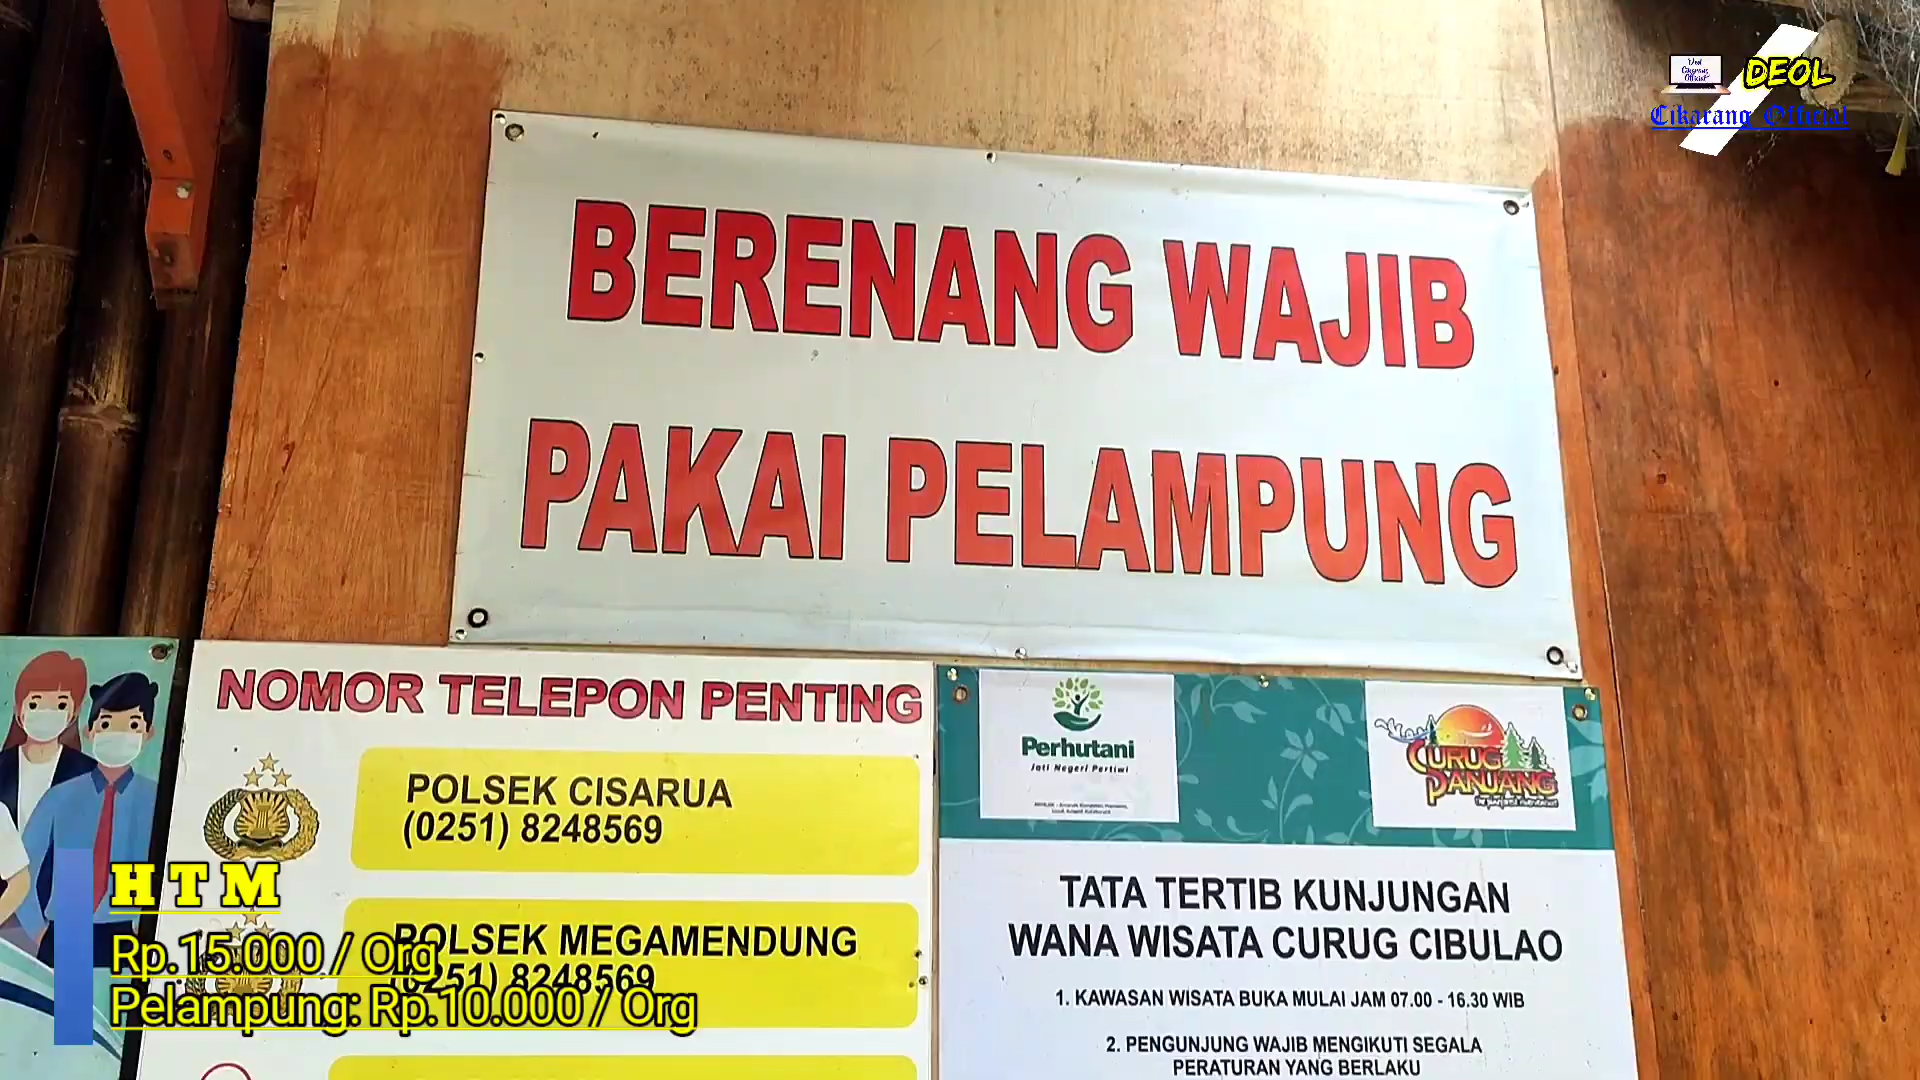 DEOL
Cikarang Official
BERENANG WAJIB
PAKAI PELAMPUNG
NOMOR TELEPON PENTING
POLSEK CISARUA
(0251) 8248569
POLSEK MEGAMENDUNG
(0251) 8248569
Perhutani
Jati Negeri Pertiwi
CURUG
PANJANG
TATA TERTIB KUNJUNGAN
WANA WISATA CURUG CIBULAO
1. KAWASAN WISATA BUKA MULAI JAM 07.00 - 16.30 WIB
2. PENGUNJUNG WAJIB MENGIKUTI SEGALA
PERATURAN YANG BERLAKU
HTM
Rp.15.000 / Org
Pelampung: Rp.10.000 / Org